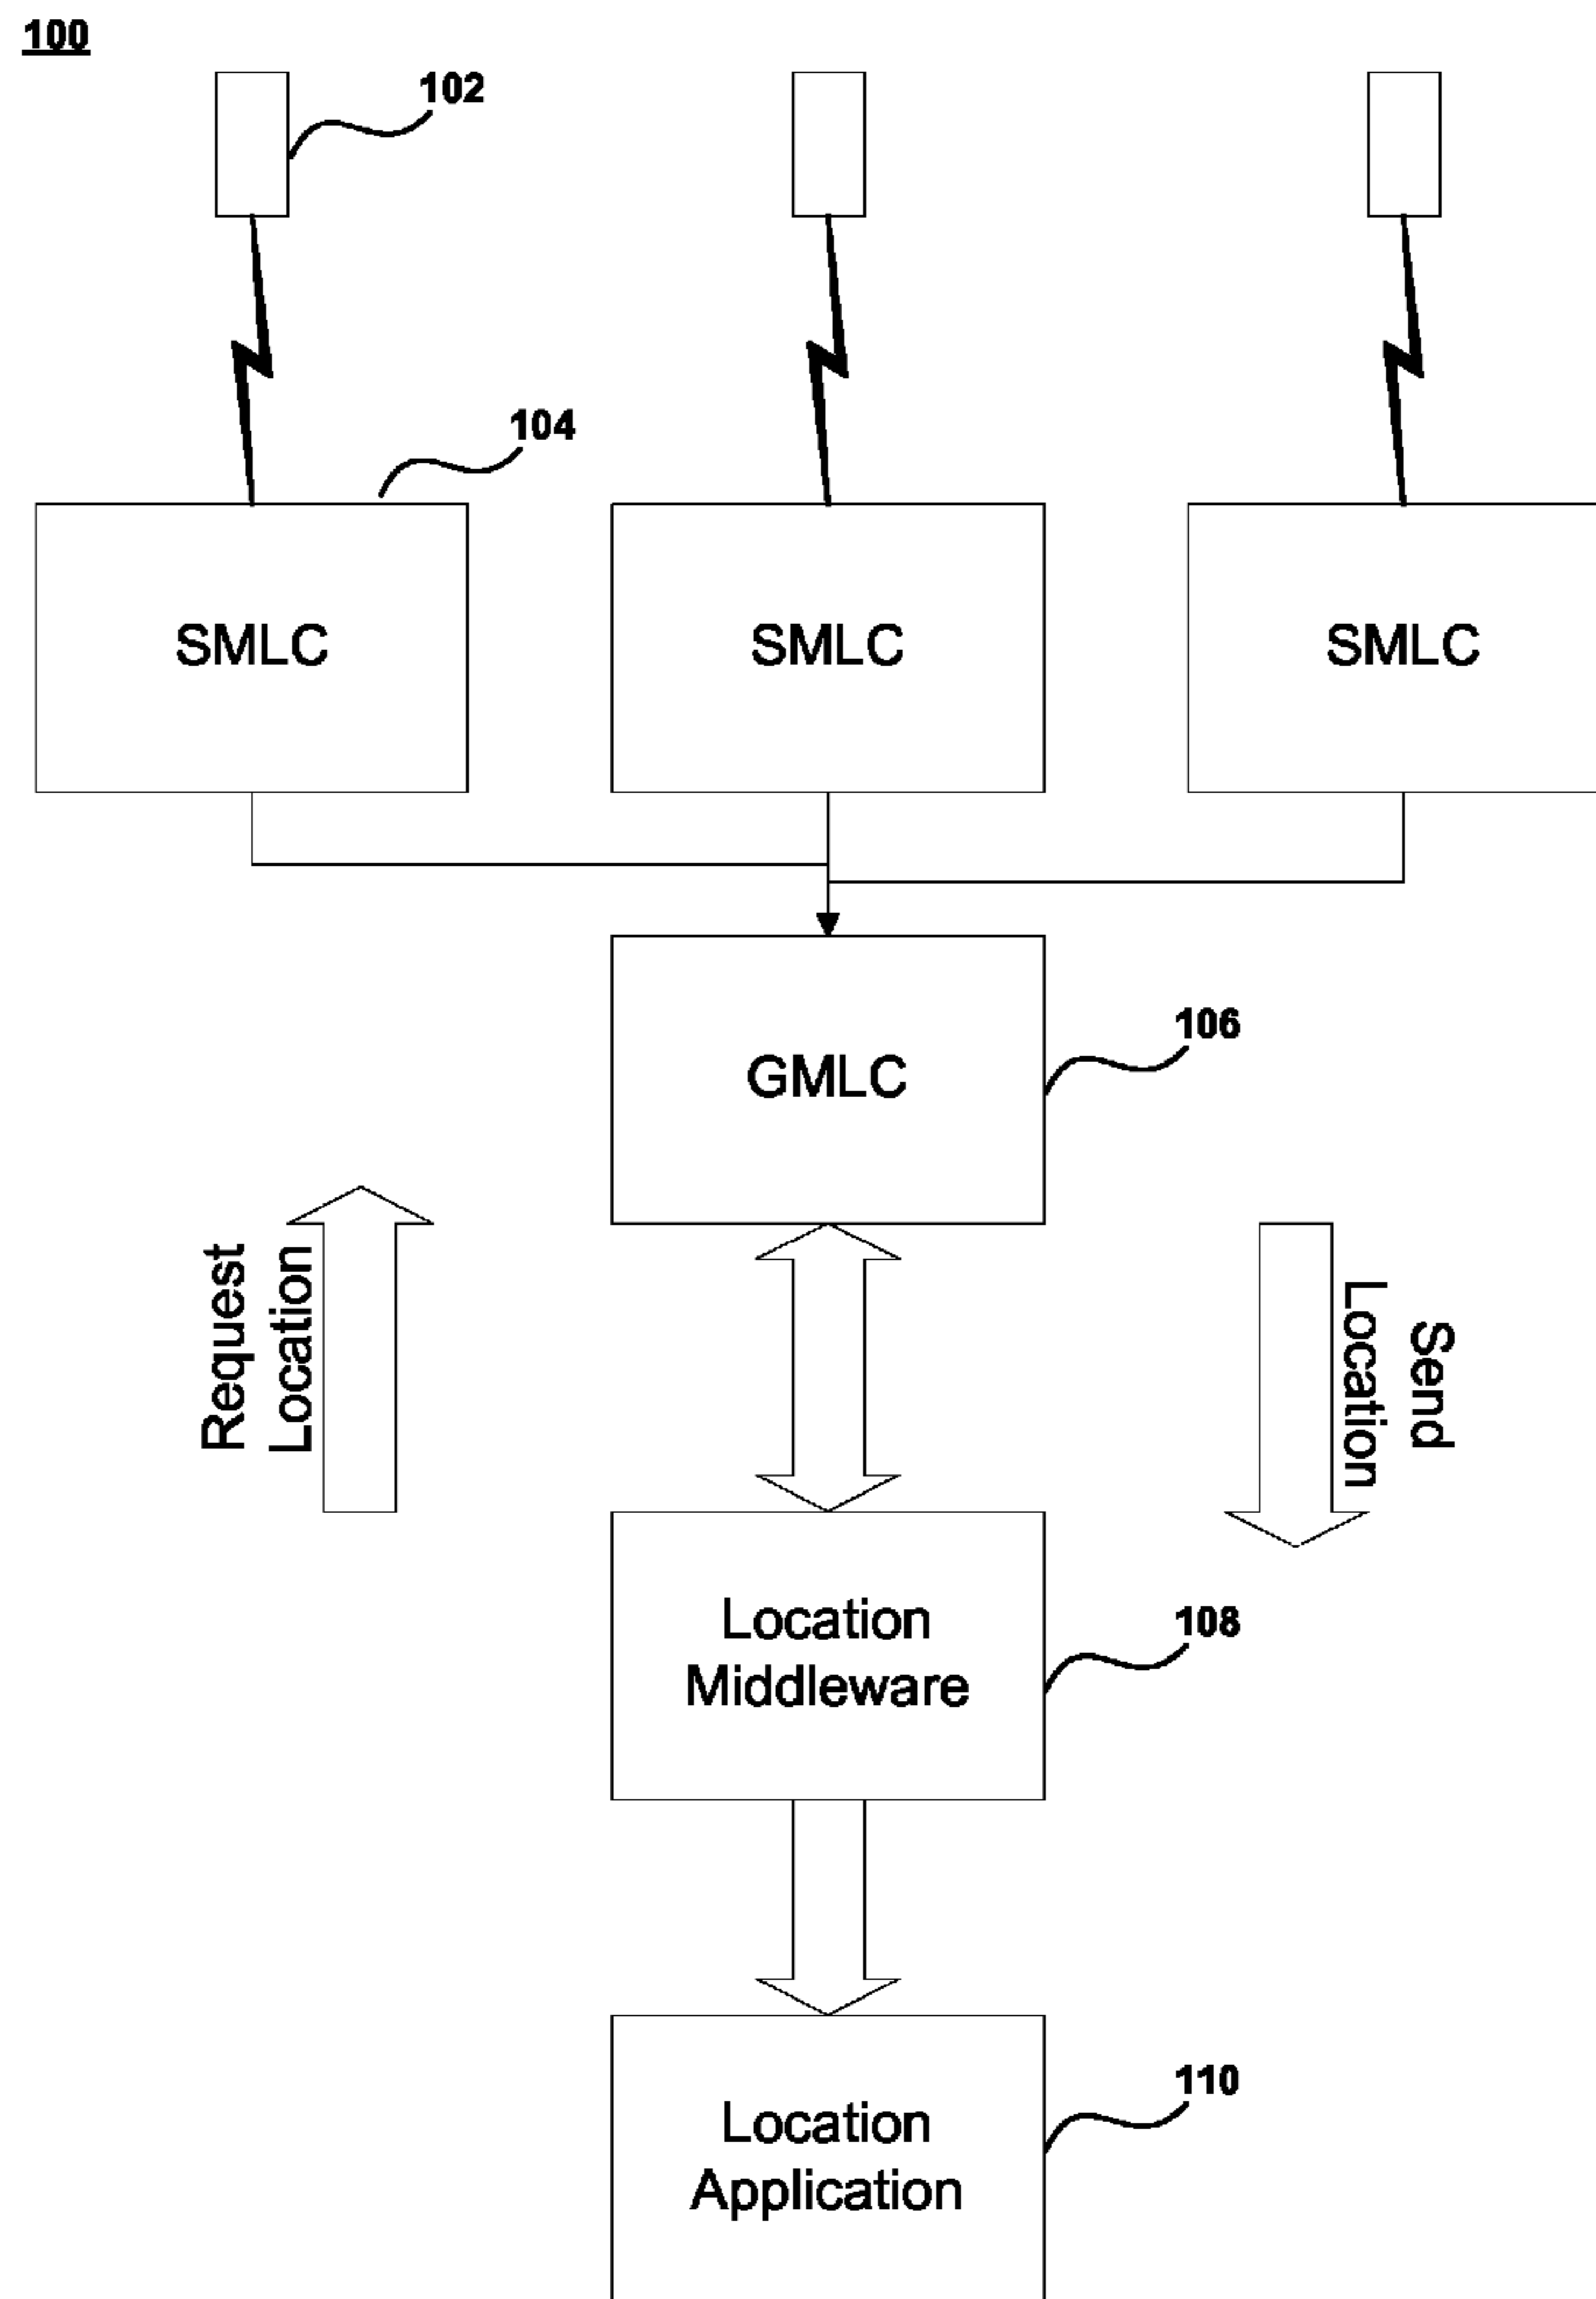 100
102
104
SMLC
SMLC
SMLC
GMLC
106
Request
Location
Send
Location
Location
Middleware
108
Location
Application
110